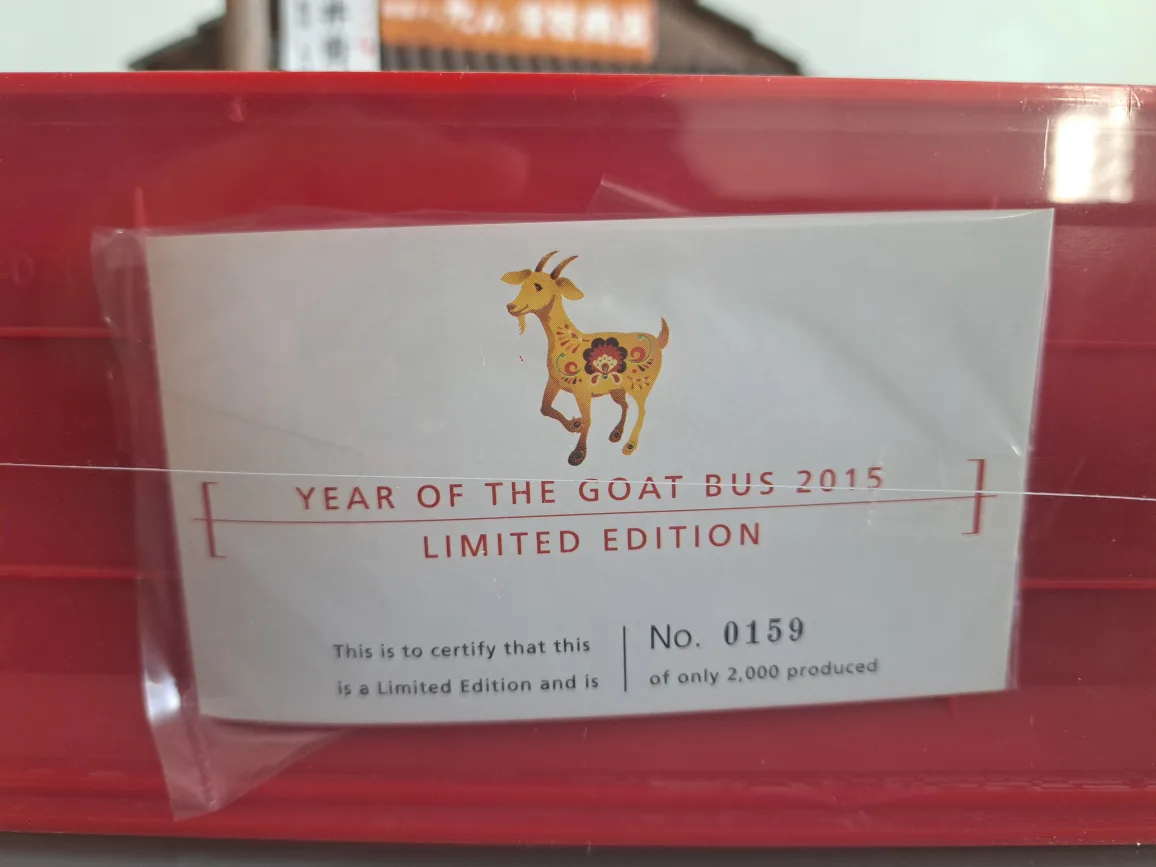 YEAR OF THE GOAT BUS 2015
LIMITED EDITION
This is to certify that this
is a Limited Edition and is
No. 0159
of only 2,000 produced